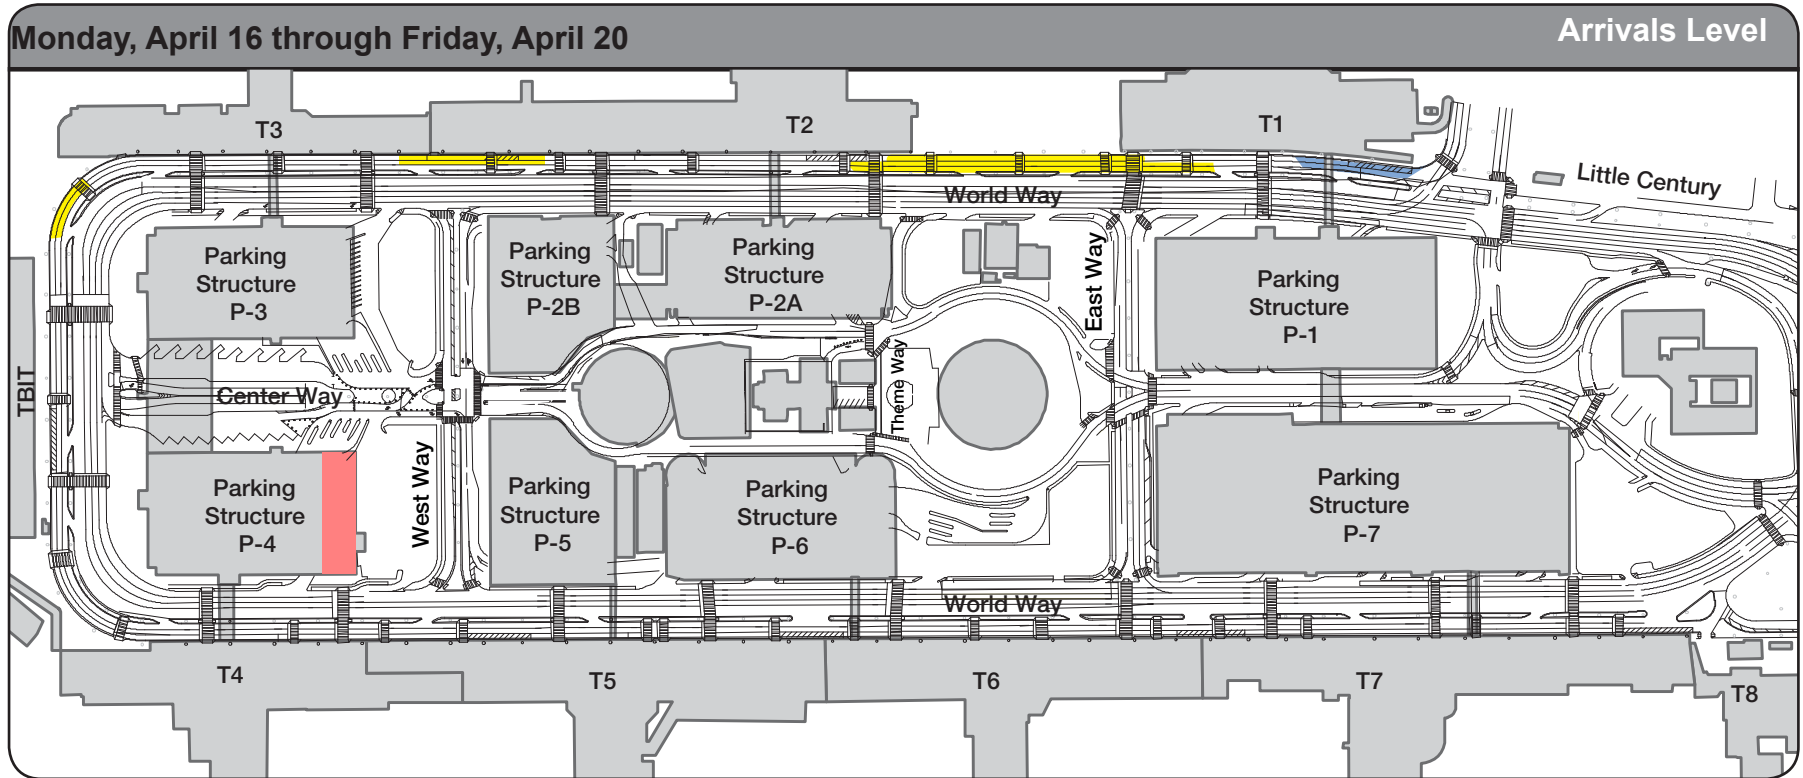 Monday, April 16 through Friday, April 20
Arrivals Level
T3
T2
T1
Little Century
World Way
Parking
Structure
P-3
Parking
Structure
P-2B
Parking
Structure
P-2A
East Way
Parking
Structure
P-1
TBIT
Center Way
Theme Way
West Way
Parking
Structure
P-4
Parking
Structure
P-5
Parking
Structure
P-6
Parking
Structure
P-7
World Way
T4
T5
T6
T7
T8